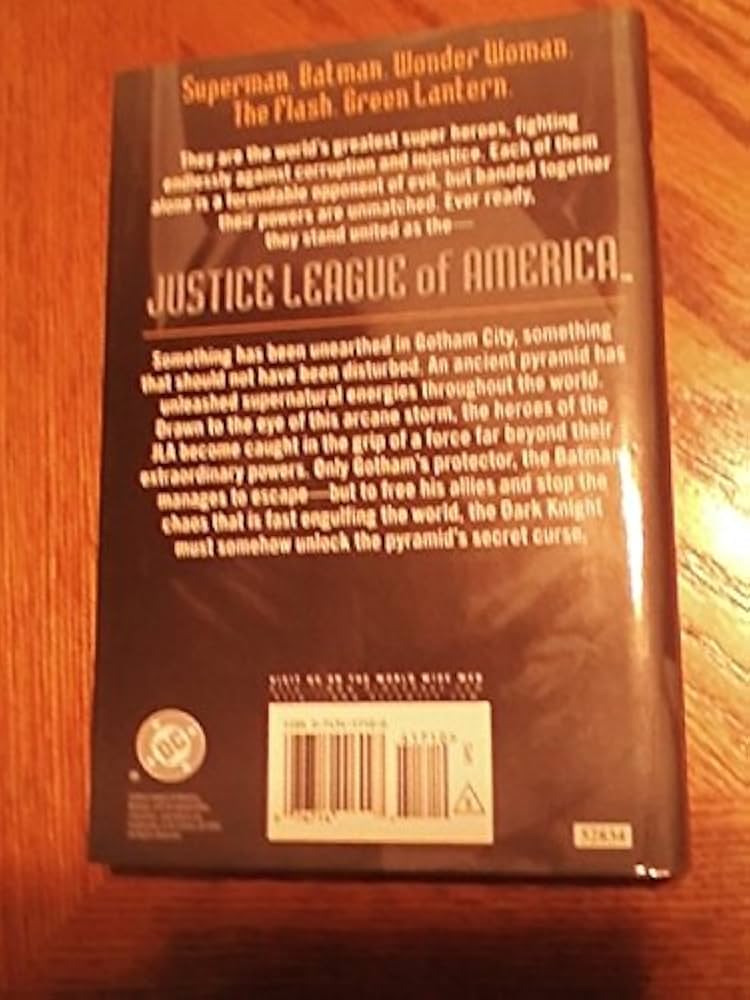 Superman. Batman. Wonder Woman.
The Flash. Green Lantern.
They are the world's greatest super heroes, fighting
endlessly against corruption and injustice. Each of them
alone is a formidable opponent of evil, but banded together
their powers are unmatched. Ever ready,
they stand united as the—
JUSTICE LEAGUE of AMERICA™
Something has been unearthed in Gotham City, something
that should not have been disturbed. An ancient pyramid has
unleashed supernatural energies throughout the world.
Drawn to the eye of this arcane storm, the heroes of the
JLA become caught in the grip of a force far beyond their
extraordinary powers. Only Gotham's protector, the Batman
manages to escape—but to free his allies and stop the
chaos that is fast engulfing the world, the Dark Knight
must somehow unlock the pyramid's secret curse.
VISIT US ON THE WORLD WIDE WEB
DC